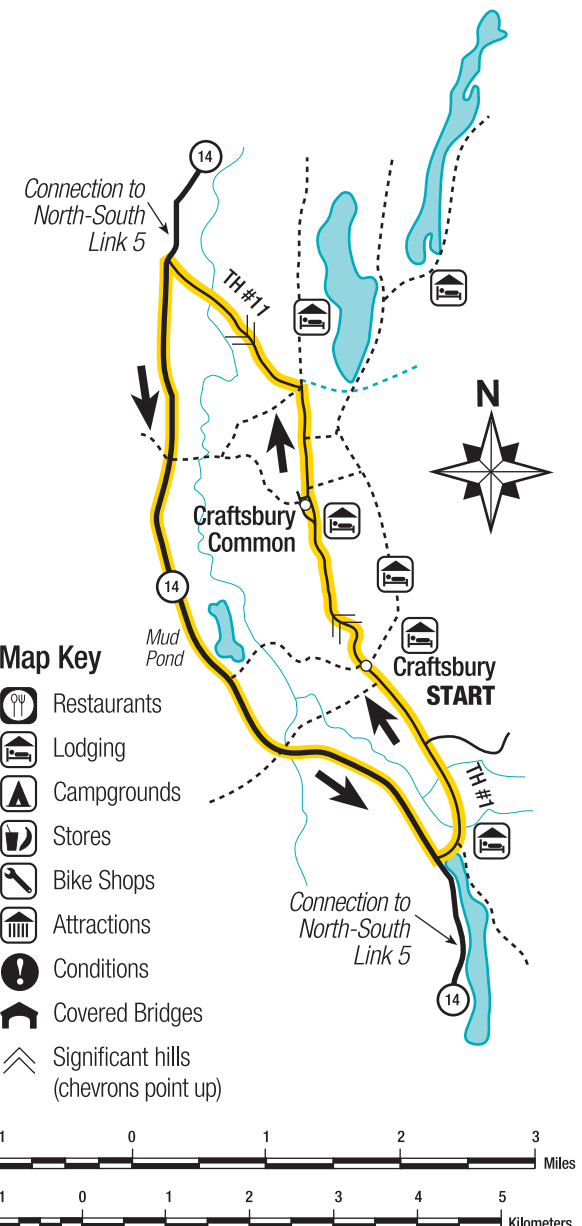 14
Connection to
North-South
Link 5
TH #11
N
Craftsbury
Common
14
Mud
Pond
Craftsbury
START
TH #1
Connection to
North-South
Link 5
14
Map Key
Restaurants
Lodging
Campgrounds
Stores
Bike Shops
Attractions
Conditions
Covered Bridges
Significant hills
(chevrons point up)
1 0 1 2 3
Miles
1 0 1 2 3 4 5
Kilometers